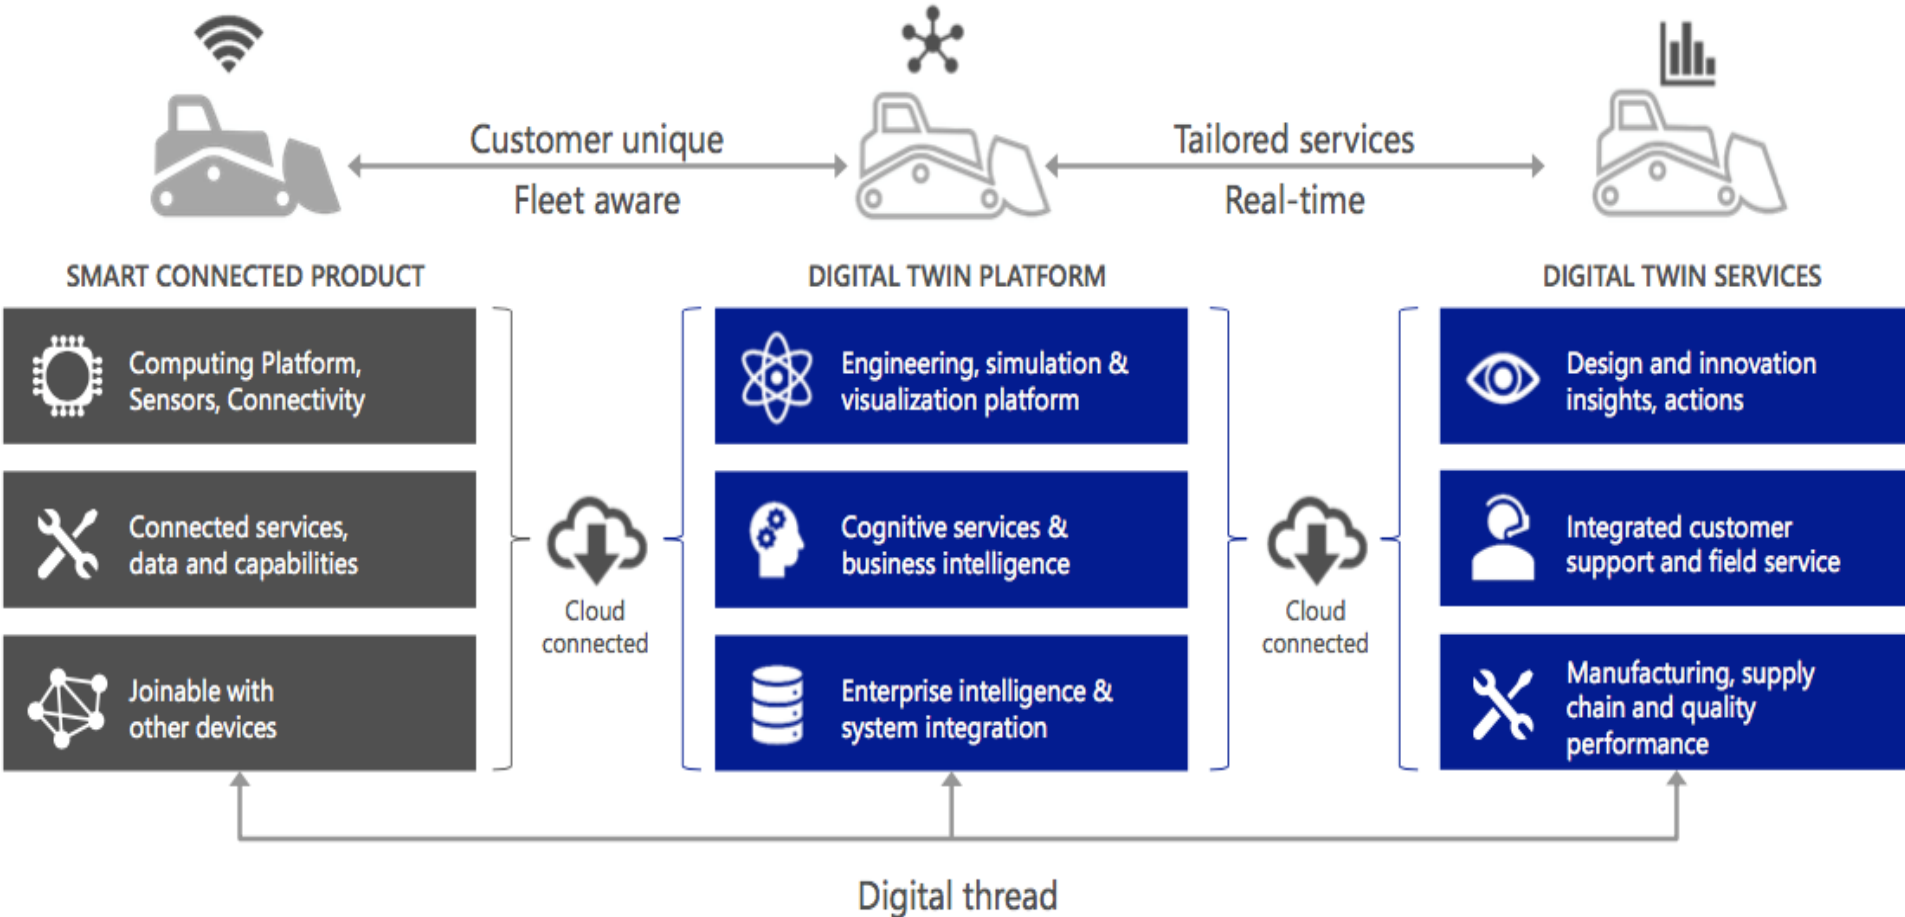 Customer unique
Fleet aware
Tailored services
Real-time
SMART CONNECTED PRODUCT
Computing Platform,
Sensors, Connectivity
Connected services,
data and capabilities
Joinable with
other devices
Cloud
connected
DIGITAL TWIN PLATFORM
Engineering, simulation &
visualization platform
Cognitive services &
business intelligence
Enterprise intelligence &
system integration
Cloud
connected
DIGITAL TWIN SERVICES
Design and innovation
insights, actions
Integrated customer
support and field service
Manufacturing, supply
chain and quality
performance
Digital thread